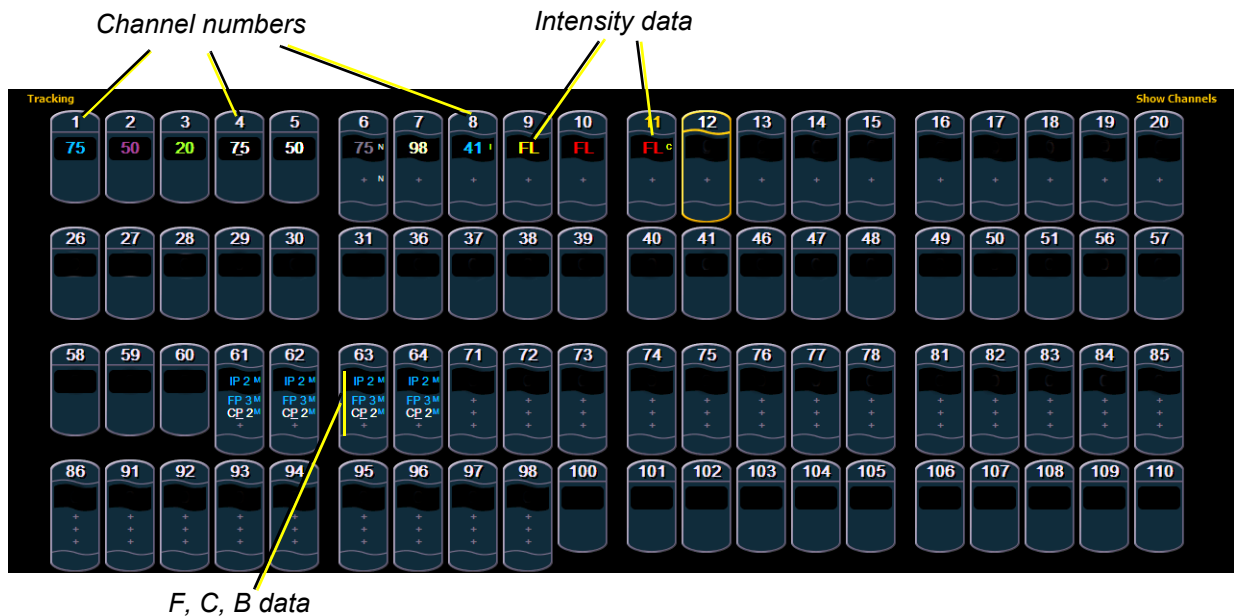 Channel numbers Intensity data
Tracking Show Channels
1 2 3 4 5 6 7 8 9 10 11 12 13 14 15 16 17 18 19 20
75 50 20 75 50 75 N 98 41 I FL FL FL C
+ N + + + + + + + + + + + + + +
26 27 28 29 30 31 36 37 38 39 40 41 46 47 48 49 50 51 56 57
58 59 60 61 62 63 64 71 72 73 74 75 76 77 78 81 82 83 84 85
IP 2 M IP 2 M IP 2 M IP 2 M
FP 3 M FP 3 M FP 3 M FP 3 M + + + + + + + + + + + + +
CP 2 M CP 2 M CP 2 M CP 2 M + + + + + + + + + + + + +
+ + + + + + + + + + + + + + + + +
86 91 92 93 94 95 96 97 98 100 101 102 103 104 105 106 107 108 109 110
+ + + + + + + + +
+ + + + + + + + +
+ + + + + + + + +
F, C, B data